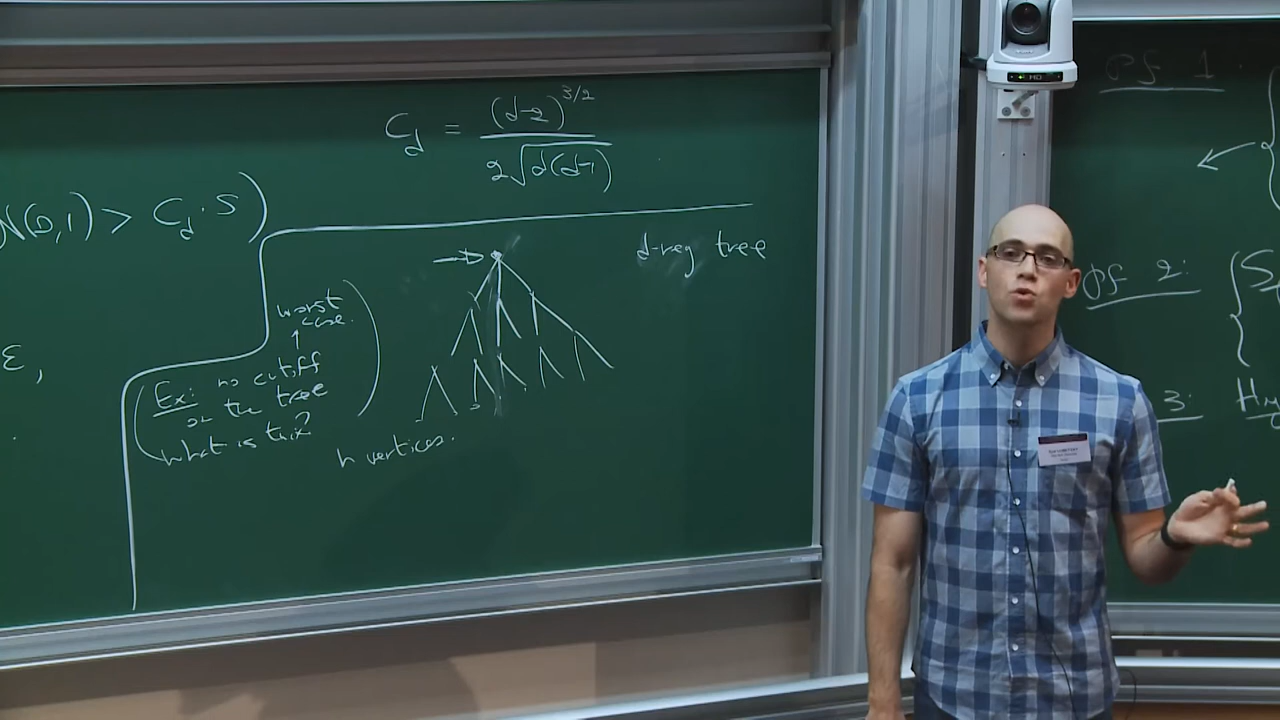 C_d = (d-2)^{3/2} / 2√d(d-1)
N(0,1) > C_d · S)
d-reg tree
worst
case.
ε,
(Ex: no cutoff
on the tree
what is tmix?)
n vertices.
pf 1
pf 2:
3: